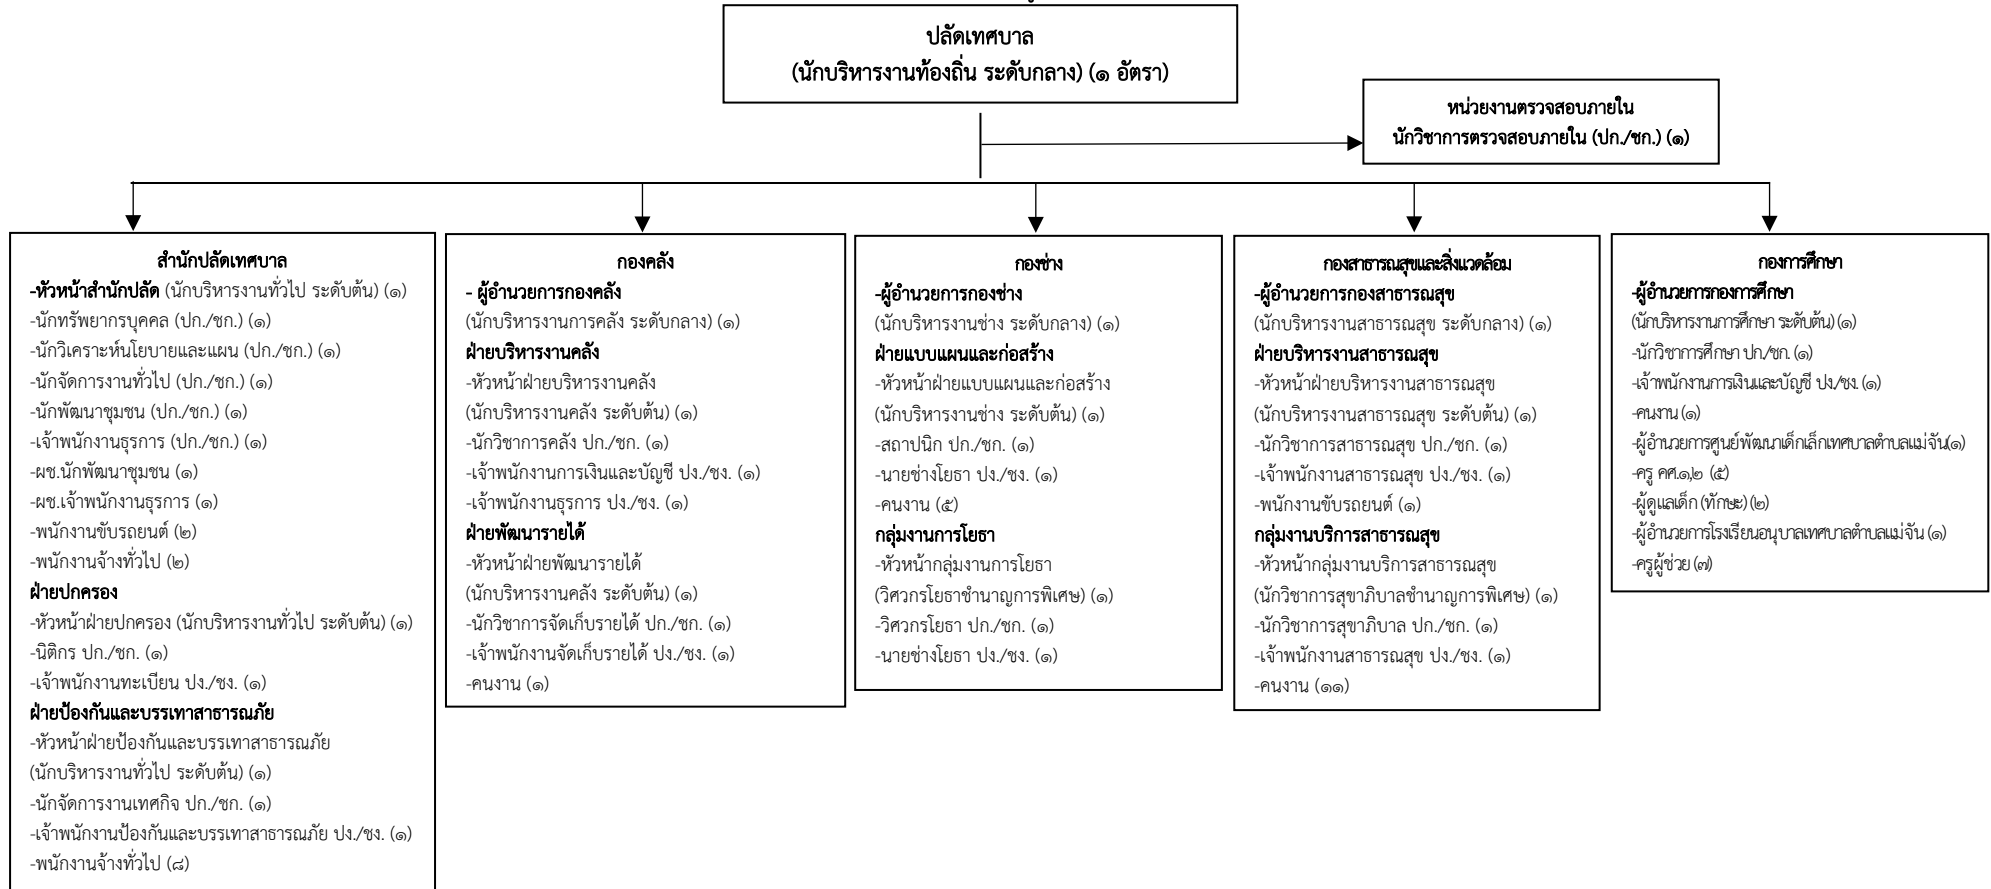 ปลัดเทศบาล
(นักบริหารงานท้องถิ่น ระดับกลาง) (๑ อัตรา)
หน่วยงานตรวจสอบภายใน
นักวิชาการตรวจสอบภายใน (ปก./ชก.) (๑)
สำนักปลัดเทศบาล
-หัวหน้าสำนักปลัด (นักบริหารงานทั่วไป ระดับต้น) (๑)
-นักทรัพยากรบุคคล (ปก./ชก.) (๑)
-นักวิเคราะห์นโยบายและแผน (ปก./ชก.) (๑)
-นักจัดการงานทั่วไป (ปก./ชก.) (๑)
-นักพัฒนาชุมชน (ปก./ชก.) (๑)
-เจ้าพนักงานธุรการ (ปก./ชก.) (๑)
-ผช.นักพัฒนาชุมชน (๑)
-ผช.เจ้าพนักงานธุรการ (๑)
-พนักงานขับรถยนต์ (๒)
-พนักงานจ้างทั่วไป (๒)
ฝ่ายปกครอง
-หัวหน้าฝ่ายปกครอง (นักบริหารงานทั่วไป ระดับต้น) (๑)
-นิติกร ปก./ชก. (๑)
-เจ้าพนักงานทะเบียน ปง./ชง. (๑)
ฝ่ายป้องกันและบรรเทาสาธารณภัย
-หัวหน้าฝ่ายป้องกันและบรรเทาสาธารณภัย
(นักบริหารงานทั่วไป ระดับต้น) (๑)
-นักจัดการงานเทศกิจ ปก./ชก. (๑)
-เจ้าพนักงานป้องกันและบรรเทาสาธารณภัย ปง./ชง. (๑)
-พนักงานจ้างทั่วไป (๘)
กองคลัง
- ผู้อำนวยการกองคลัง
(นักบริหารงานการคลัง ระดับกลาง) (๑)
ฝ่ายบริหารงานคลัง
-หัวหน้าฝ่ายบริหารงานคลัง
(นักบริหารงานคลัง ระดับต้น) (๑)
-นักวิชาการคลัง ปก./ชก. (๑)
-เจ้าพนักงานการเงินและบัญชี ปง./ชง. (๑)
-เจ้าพนักงานธุรการ ปง./ชง. (๑)
ฝ่ายพัฒนารายได้
-หัวหน้าฝ่ายพัฒนารายได้
(นักบริหารงานคลัง ระดับต้น) (๑)
-นักวิชาการจัดเก็บรายได้ ปก./ชก. (๑)
-เจ้าพนักงานจัดเก็บรายได้ ปง./ชง. (๑)
-คนงาน (๑)
กองช่าง
-ผู้อำนวยการกองช่าง
(นักบริหารงานช่าง ระดับกลาง) (๑)
ฝ่ายแบบแผนและก่อสร้าง
-หัวหน้าฝ่ายแบบแผนและก่อสร้าง
(นักบริหารงานช่าง ระดับต้น) (๑)
-สถาปนิก ปก./ชก. (๑)
-นายช่างโยธา ปง./ชง. (๑)
-คนงาน (๕)
กลุ่มงานการโยธา
-หัวหน้ากลุ่มงานการโยธา
(วิศวกรโยธาชำนาญการพิเศษ) (๑)
-วิศวกรโยธา ปก./ชก. (๑)
-นายช่างโยธา ปง./ชง. (๑)
กองสาธารณสุขและสิ่งแวดล้อม
-ผู้อำนวยการกองสาธารณสุข
(นักบริหารงานสาธารณสุข ระดับกลาง) (๑)
ฝ่ายบริหารงานสาธารณสุข
-หัวหน้าฝ่ายบริหารงานสาธารณสุข
(นักบริหารงานสาธารณสุข ระดับต้น) (๑)
-นักวิชาการสาธารณสุข ปก./ชก. (๑)
-เจ้าพนักงานสาธารณสุข ปง./ชง. (๑)
-พนักงานขับรถยนต์ (๑)
กลุ่มงานบริการสาธารณสุข
-หัวหน้ากลุ่มงานบริการสาธารณสุข
(นักวิชาการสุขาภิบาลชำนาญการพิเศษ) (๑)
-นักวิชาการสุขาภิบาล ปก./ชก. (๑)
-เจ้าพนักงานสาธารณสุข ปง./ชง. (๑)
-คนงาน (๑๑)
กองการศึกษา
-ผู้อำนวยการกองการศึกษา
(นักบริหารงานการศึกษา ระดับต้น) (๑)
-นักวิชาการศึกษา ปก./ชก. (๑)
-เจ้าพนักงานการเงินและบัญชี ปง./ชง. (๑)
-คนงาน (๑)
-ผู้อำนวยการศูนย์พัฒนาเด็กเล็กเทศบาลตำบลแม่จัน(๑)
-ครู คศ.๑,๒ (๕)
-ผู้ดูแลเด็ก (ทักษะ) (๒)
-ผู้อำนวยการโรงเรียนอนุบาลเทศบาลตำบลแม่จัน (๑)
-ครูผู้ช่วย (๗)